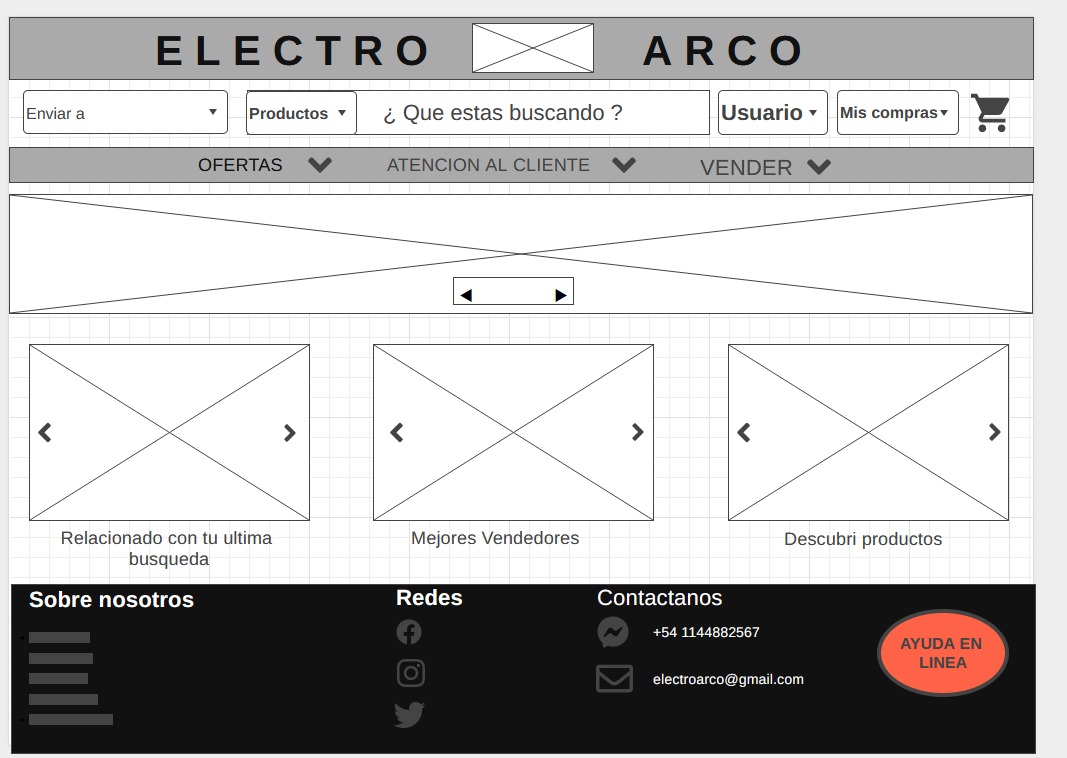 ELECTRO ARCO
Enviar a
Productos
¿ Que estas buscando ?
Usuario
Mis compras
OFERTAS
ATENCION AL CLIENTE
VENDER
Relacionado con tu ultima
busqueda
Mejores Vendedores
Descubri productos
Sobre nosotros
Redes
Contactanos
+54 1144882567
electroarco@gmail.com
AYUDA EN
LINEA